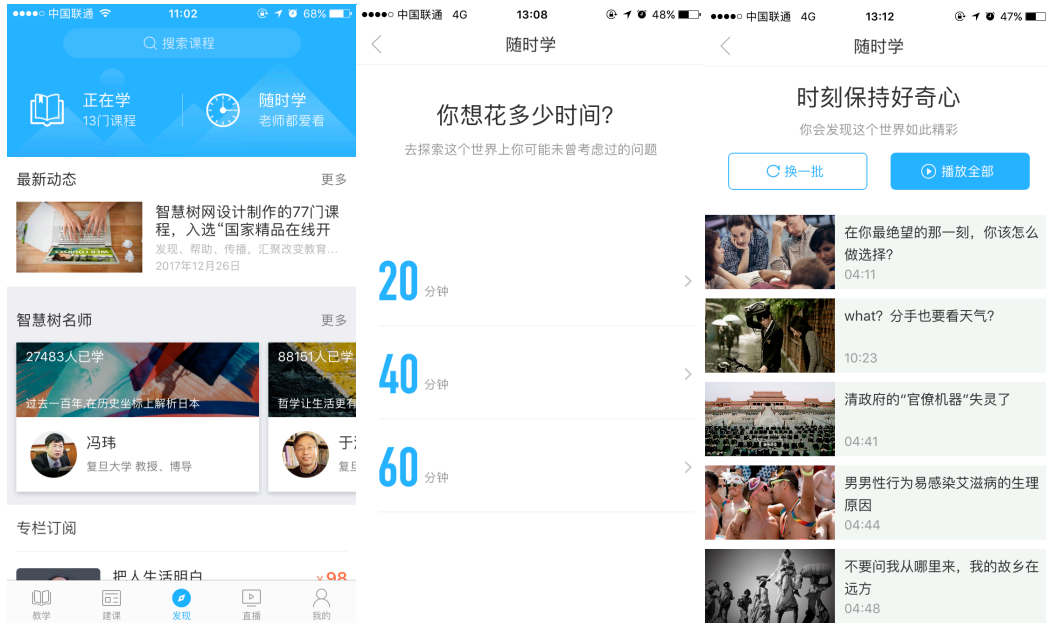 中国联通
11:02
68%
搜索课程
正在学
13门课程
随时学
老师都爱看
最新动态
更多
智慧树网设计制作的77门课
程，入选“国家精品在线开
发现、帮助、传播，汇聚改变教育...
2017年12月26日
智慧树名师
更多
27483人已学
过去一百年,在历史坐标上解析日本
冯玮
复旦大学 教授、博导
88151人已学
哲学让生活更有
于
复旦
专栏订阅
把人生活明白
¥98
教学
建课
发现
直播
我的
中国联通 4G
13:08
48%
随时学
你想花多少时间?
去探索这个世界上你可能未曾考虑过的问题
20 分钟
40 分钟
60 分钟
中国联通 4G
13:12
47%
随时学
时刻保持好奇心
你会发现这个世界如此精彩
换一批
播放全部
在你最绝望的那一刻，你该怎么
做选择?
04:11
what? 分手也要看天气?
10:23
清政府的“官僚机器”失灵了
04:41
男男性行为易感染艾滋病的生理
原因
04:44
不要问我从哪里来，我的故乡在
远方
04:48